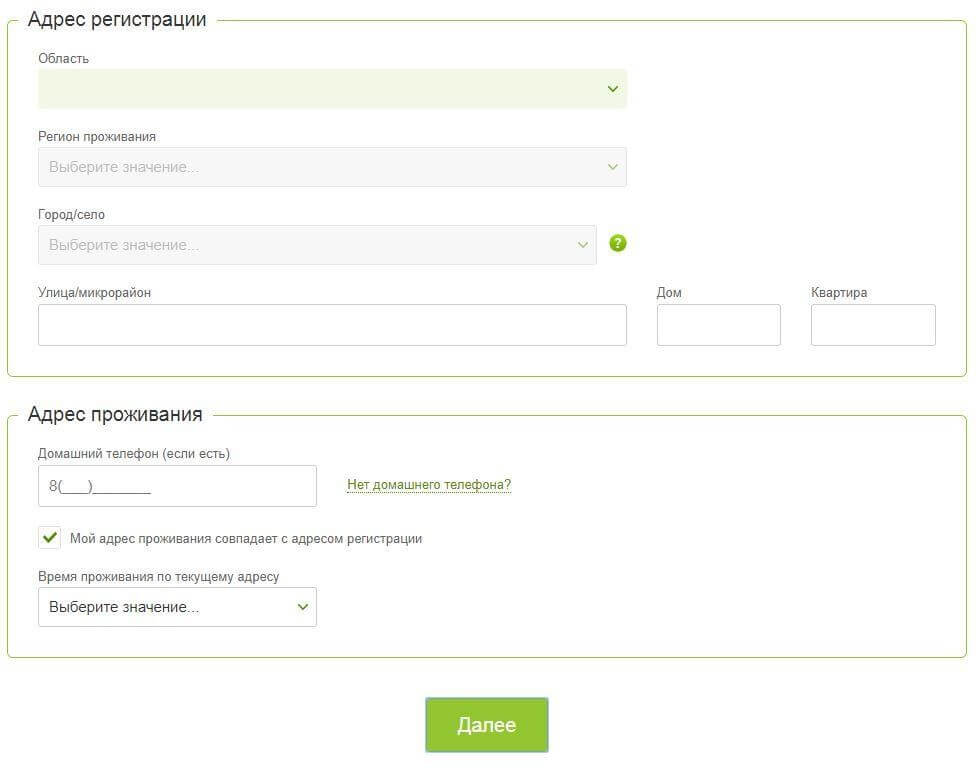 Адрес регистрации
Область
Регион проживания
Выберите значение...
Город/село
Выберите значение...
?
Улица/микрорайон Дом Квартира
Адрес проживания
Домашний телефон (если есть)
8(___)_______ Нет домашнего телефона?
Мой адрес проживания совпадает с адресом регистрации
Время проживания по текущему адресу
Выберите значение...
Далее